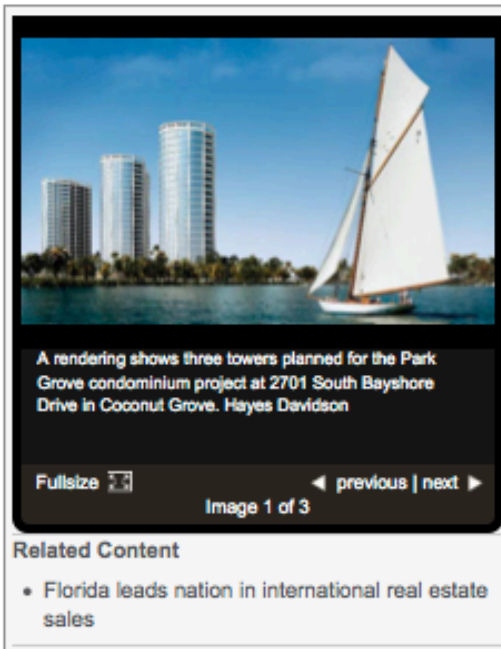 A rendering shows three towers planned for the Park
Grove condominium project at 2701 South Bayshore
Drive in Coconut Grove. Hayes Davidson
Fullsize
previous | next
Image 1 of 3
Related Content
• Florida leads nation in international real estate
sales